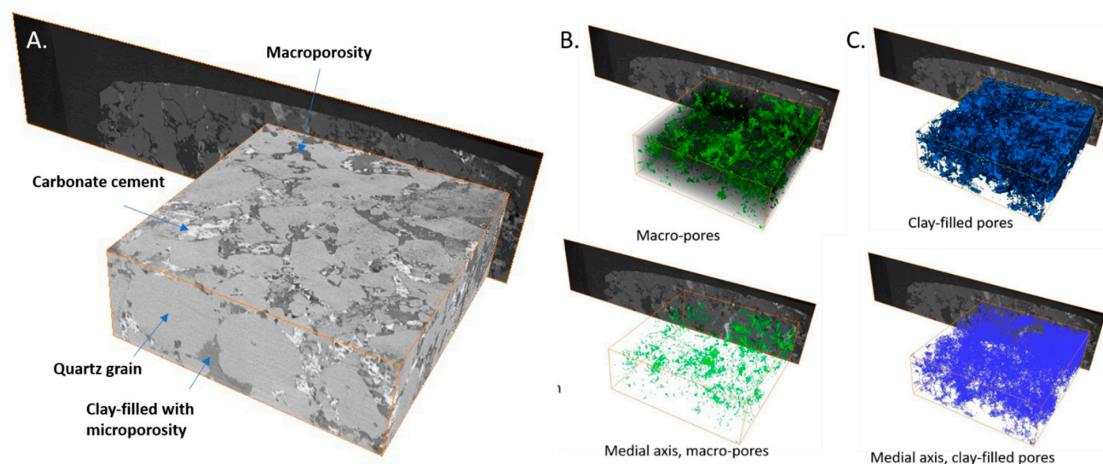 A.
Macroporosity
Carbonate cement
Quartz grain
Clay-filled with
microporosity
B.
Macro-pores
n
Medial axis, macro-pores
C.
Clay-filled pores
Medial axis, clay-filled pores